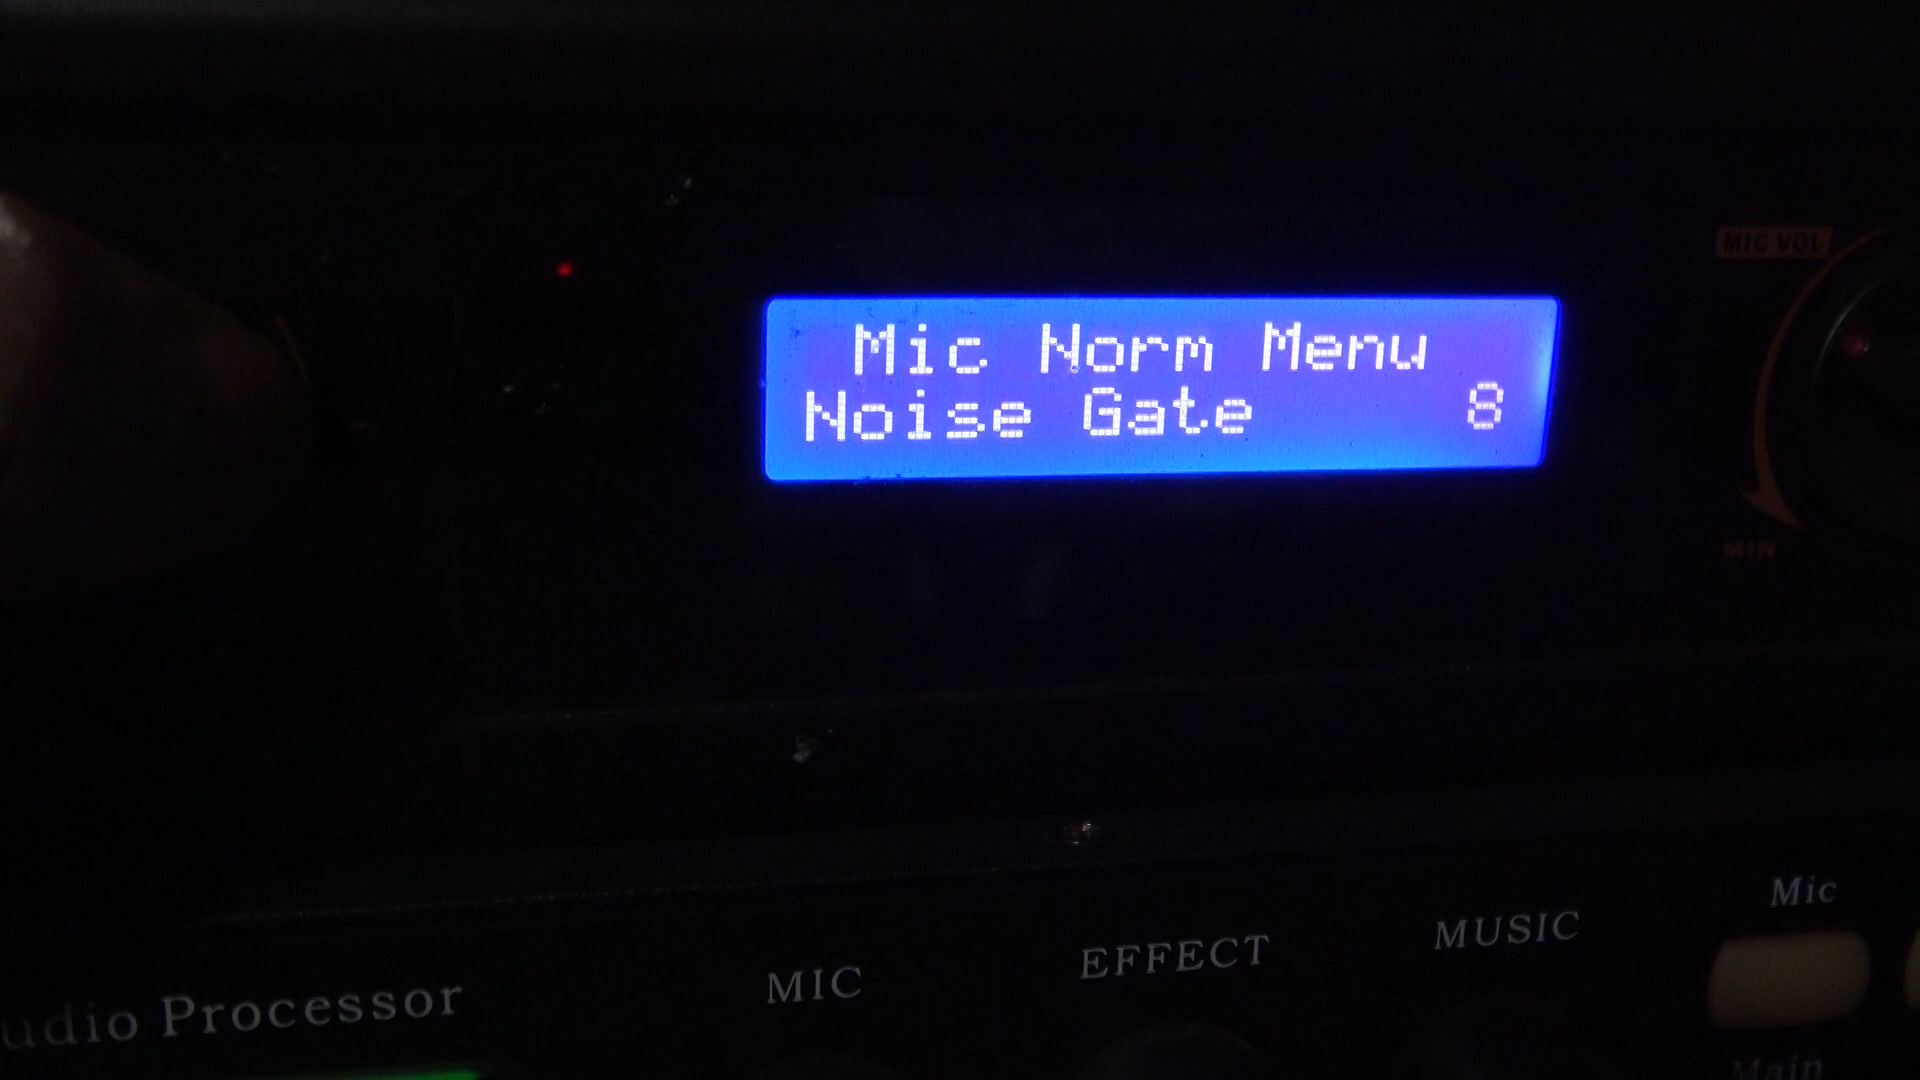 MIC VOL
Mic Norm Menu
Noise Gate 8
MIN
Mic
MUSIC
EFFECT
MIC
udio Processor
Main